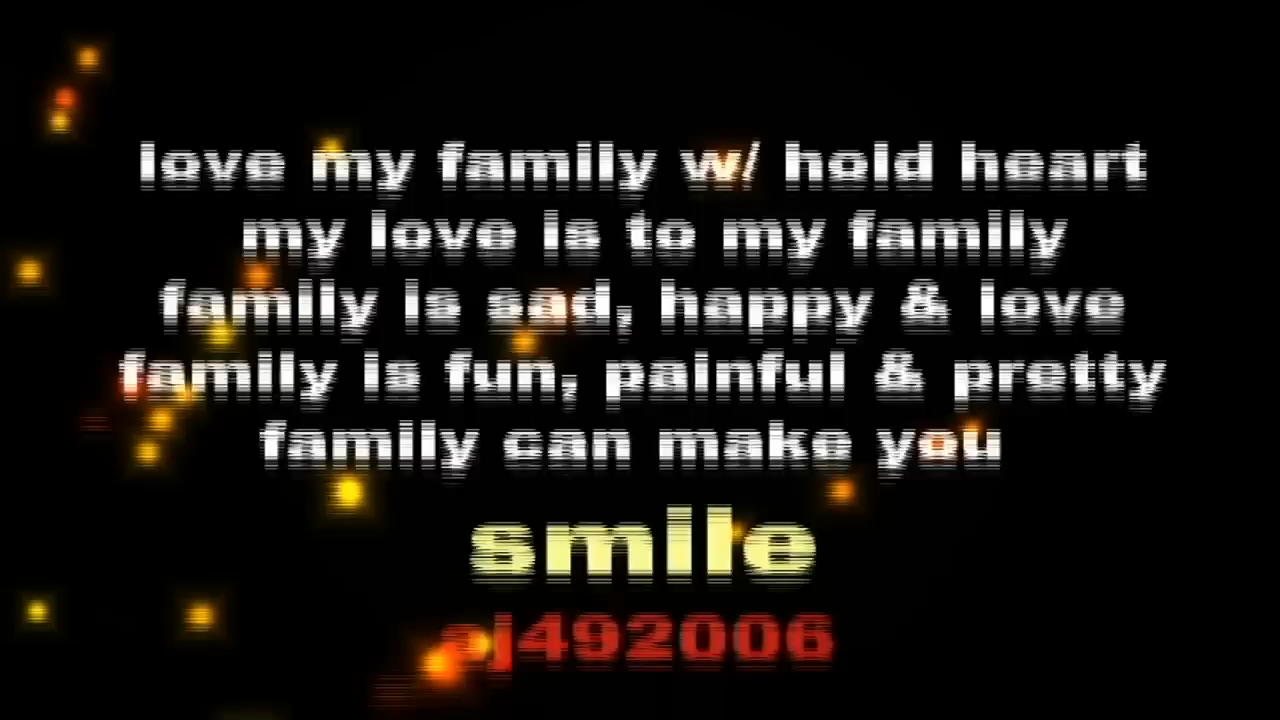 love my family w/ hold heart
my love is to my family
family is sad, happy & love
family is fun, painful & pretty
family can make you
smile
aj492006